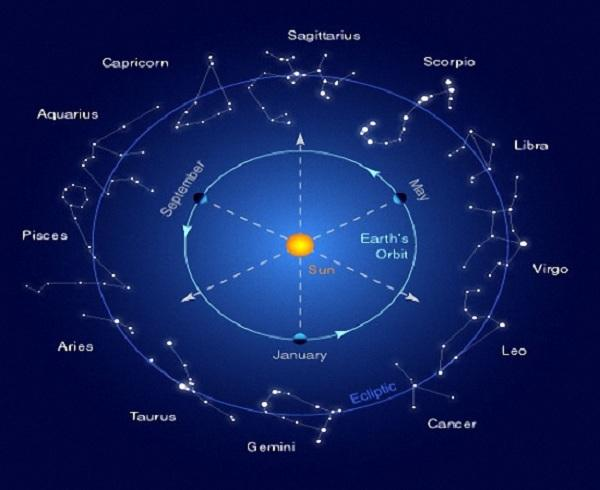 Sagittarius
Capricorn
Scorpio
Aquarius
Libra
September
May
Pisces
Earth's
Orbit
Sun
Virgo
Aries
January
Leo
Ecliptic
Taurus
Cancer
Gemini